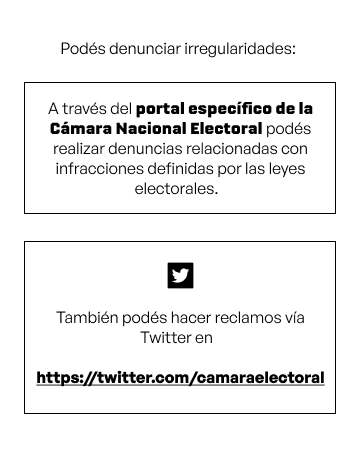 Podés denunciar irregularidades:
A través del portal específico de la
Cámara Nacional Electoral podés
realizar denuncias relacionadas con
infracciones definidas por las leyes
electorales.
También podés hacer reclamos vía
Twitter en
https://twitter.com/camaraelectoral